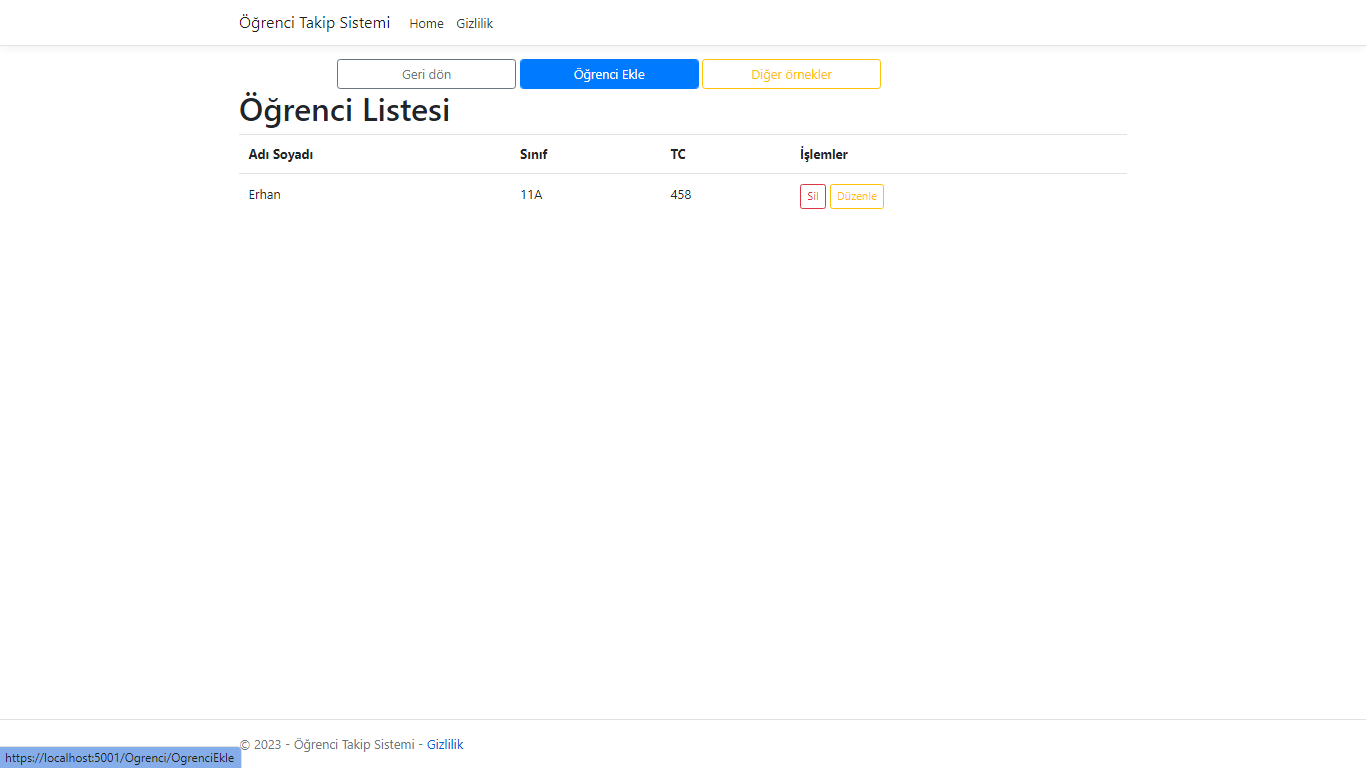 Öğrenci Takip Sistemi Home Gizlilik
Geri dön Öğrenci Ekle Diğer örnekler
Öğrenci Listesi
Adı Soyadı Sınıf TC İşlemler
Erhan 11A 458 Sil Düzenle
© 2023 - Öğrenci Takip Sistemi - Gizlilik
https://localhost:5001/Ogrenci/OgrenciEkle